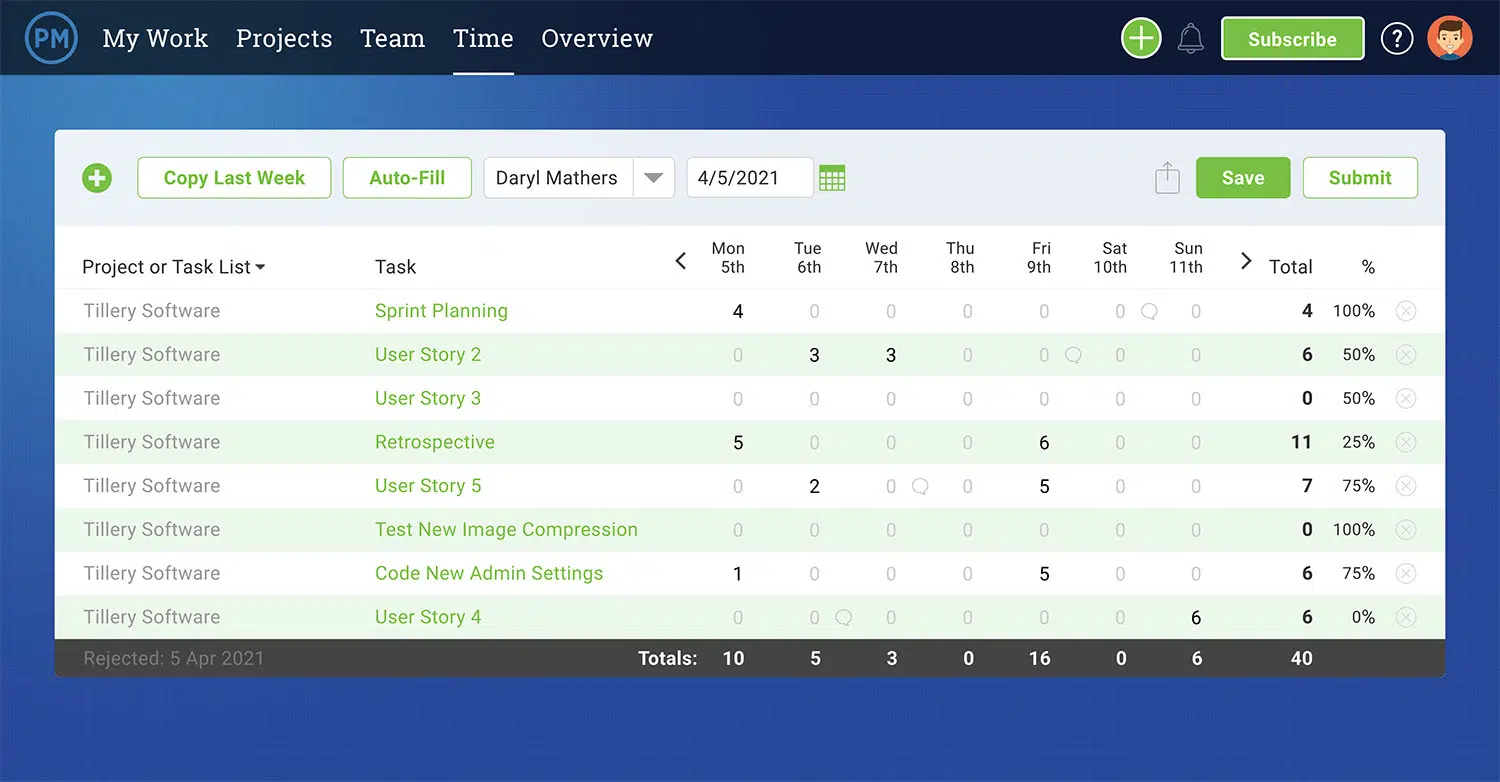 PM My Work Projects Team Time Overview Subscribe ?
Copy Last Week Auto-Fill Daryl Mathers 4/5/2021 Save Submit
Project or Task List Task Mon 5th Tue 6th Wed 7th Thu 8th Fri 9th Sat 10th Sun 11th Total %
Tillery Software Sprint Planning 4 0 0 0 0 0 0 4 100%
Tillery Software User Story 2 0 3 3 0 0 0 0 6 50%
Tillery Software User Story 3 0 0 0 0 0 0 0 0 50%
Tillery Software Retrospective 5 0 0 0 6 0 0 11 25%
Tillery Software User Story 5 0 2 0 0 5 0 0 7 75%
Tillery Software Test New Image Compression 0 0 0 0 0 0 0 0 100%
Tillery Software Code New Admin Settings 1 0 0 0 5 0 0 6 75%
Tillery Software User Story 4 0 0 0 0 0 0 6 6 0%
Rejected: 5 Apr 2021 Totals: 10 5 3 0 16 0 6 40